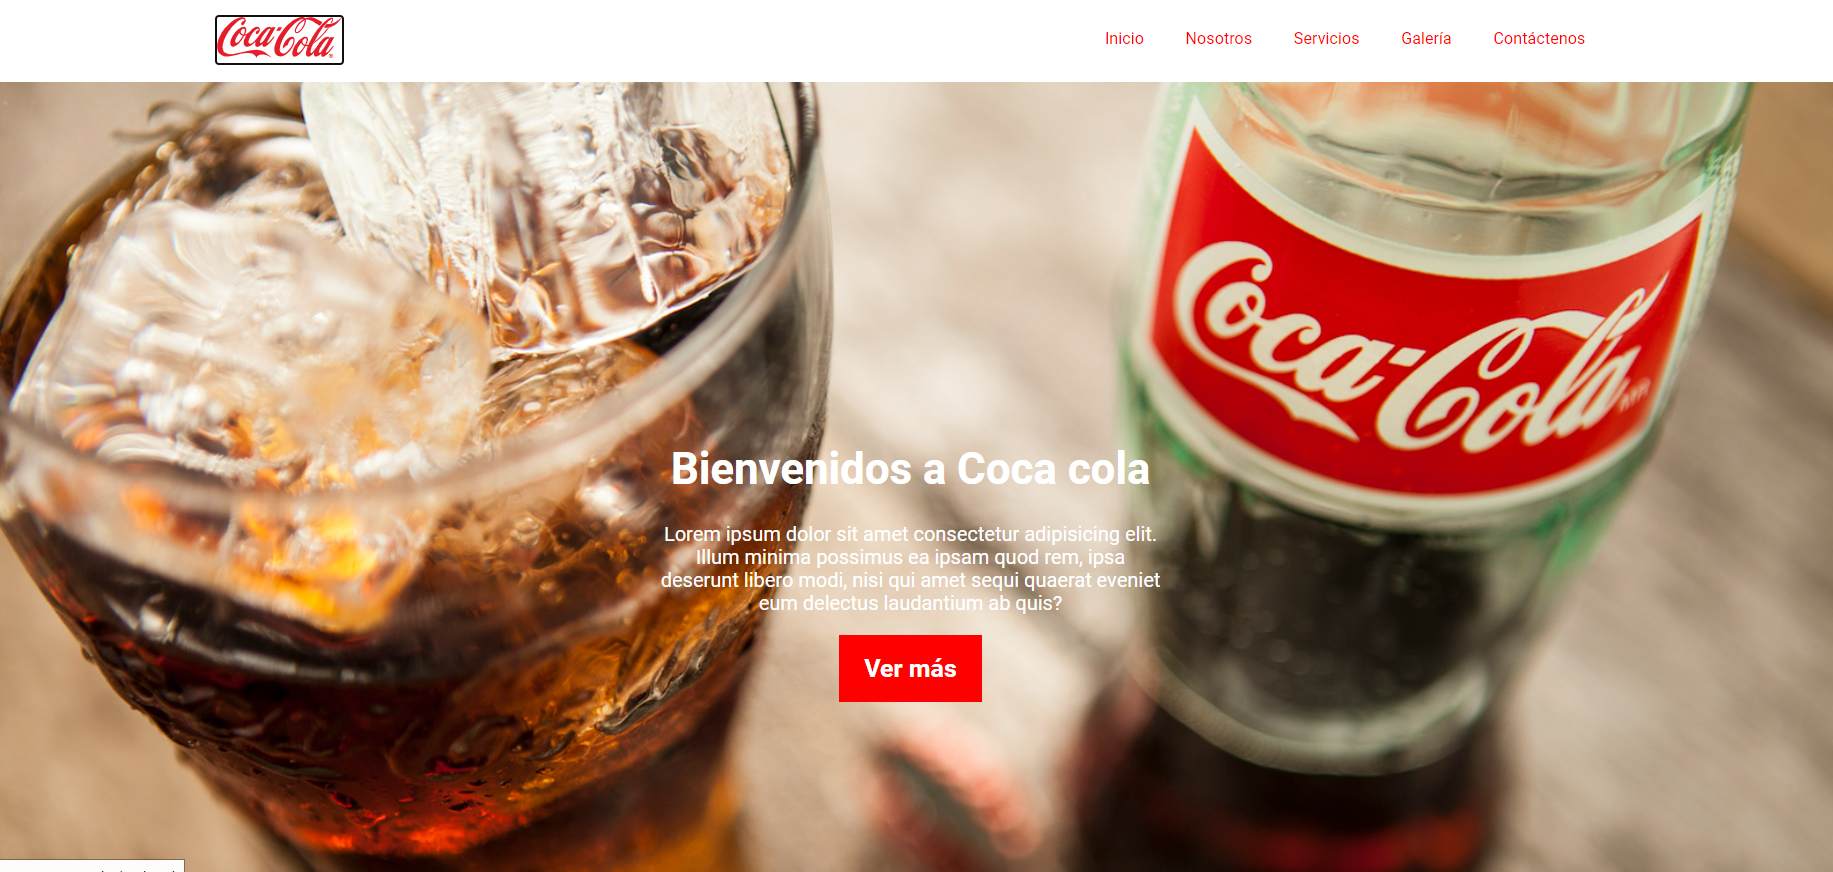 Coca-Cola
Inicio Nosotros Servicios Galería Contáctenos
Coca-Cola
MR
Bienvenidos a Coca cola
Lorem ipsum dolor sit amet consectetur adipisicing elit.
Illum minima possimus ea ipsam quod rem, ipsa
deserunt libero modi, nisi qui amet sequi quaerat eveniet
eum delectus laudantium ab quis?
Ver más